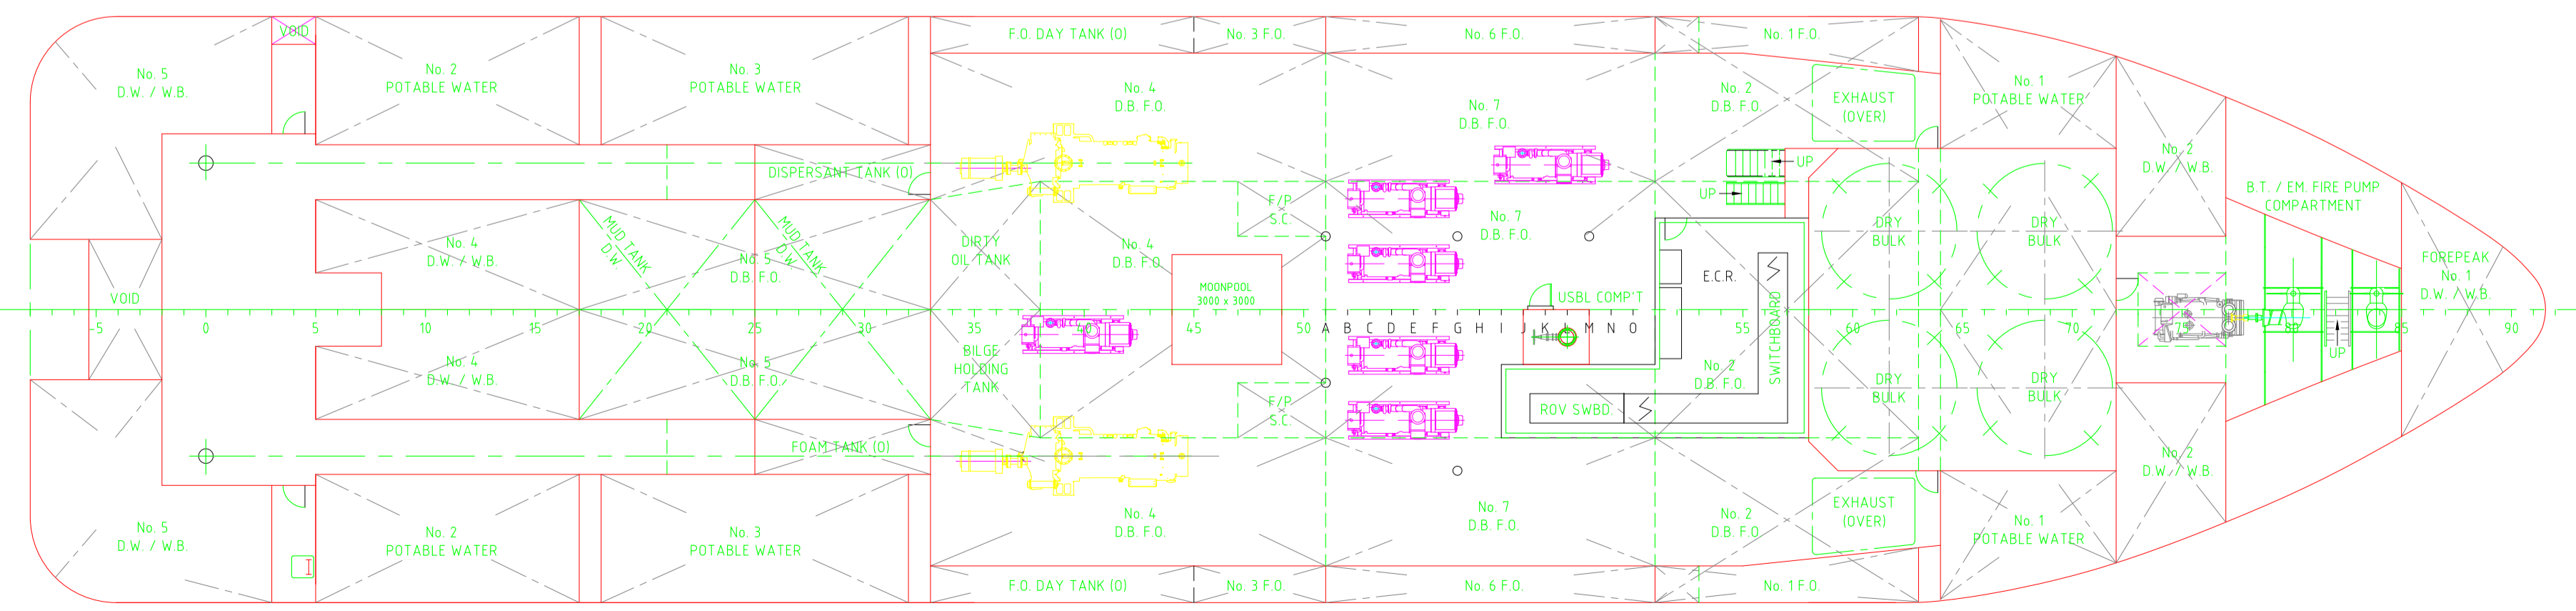 VOID
F.O. DAY TANK (O)
No. 3 F.O.
No. 6 F.O.
No. 1 F.O.
No. 5
D.W. / W.B.
No. 2
POTABLE WATER
No. 3
POTABLE WATER
No. 4
D.B. F.O.
No. 7
D.B. F.O.
No. 2
D.B. F.O.
EXHAUST
(OVER)
No. 1
POTABLE WATER
DISPERSANT TANK (O)
UP
UP
No. 2
D.W. / W.B.
B.T. / EM. FIRE PUMP
COMPARTMENT
MUD TANK
D.W.
MUD TANK
D.W.
F/P
S.C.
No. 7
D.B. F.O.
DRY
BULK
DRY
BULK
No. 4
D.W. / W.B.
No. 5
D.B. F.O.
DIRTY
OIL TANK
No. 4
D.B. F.O.
E.C.R.
FOREPEAK
No. 1
D.W. / W.B.
VOID
MOONPOOL
3000 x 3000
USBL COMP'T
SWITCHBOARD
-5
0
5
10
15
20
25
30
35
40
45
50
A B C D E F G H I J K L M N O
55
60
65
70
75
80
85
90
UP
No. 4
D.W. / W.B.
No. 5
D.B. F.O.
BILGE
HOLDING
TANK
No. 2
D.B. F.O.
DRY
BULK
DRY
BULK
F/P
S.C.
ROV SWBD.
FOAM TANK (O)
No. 2
D.W. / W.B.
No. 5
D.W. / W.B.
No. 2
POTABLE WATER
No. 3
POTABLE WATER
No. 4
D.B. F.O.
No. 7
D.B. F.O.
No. 2
D.B. F.O.
EXHAUST
(OVER)
No. 1
POTABLE WATER
I
F.O. DAY TANK (O)
No. 3 F.O.
No. 6 F.O.
No. 1 F.O.